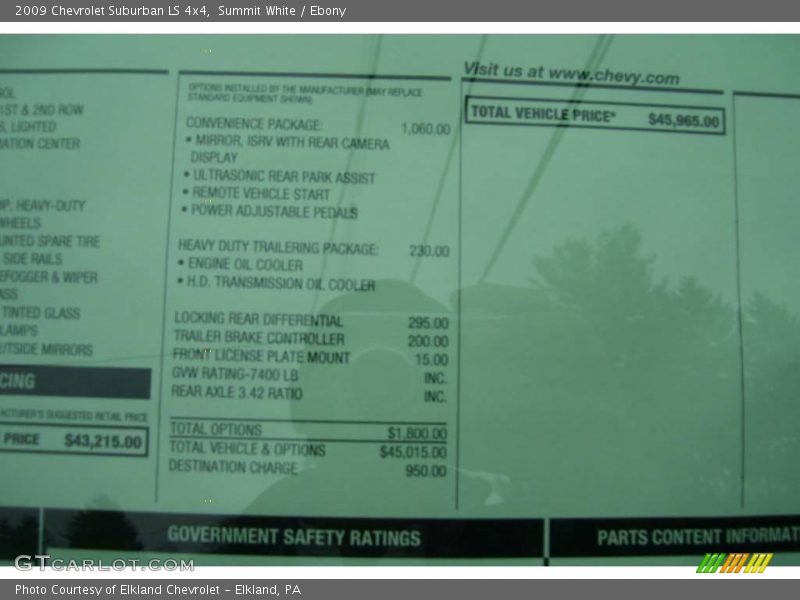 2009 Chevrolet Suburban LS 4x4, Summit White / Ebony
1ST & 2ND ROW
LIGHTED
CENTER
HEAVY-DUTY
WHEELS
SPARE TIRE
SIDE RAILS
& WIPER
TINTED GLASS
LAMPS
MIRRORS
SUGGESTED RETAIL PRICE
PRICE $43,215.00
OPTIONS INSTALLED BY THE MANUFACTURER (MAY REPLACE
STANDARD EQUIPMENT SHOWN)
CONVENIENCE PACKAGE: 1,060.00
• MIRROR, ISRV WITH REAR CAMERA
DISPLAY
• ULTRASONIC REAR PARK ASSIST
• REMOTE VEHICLE START
• POWER ADJUSTABLE PEDALS
HEAVY DUTY TRAILERING PACKAGE: 230.00
• ENGINE OIL COOLER
• H.D. TRANSMISSION OIL COOLER
LOCKING REAR DIFFERENTIAL 295.00
TRAILER BRAKE CONTROLLER 200.00
FRONT LICENSE PLATE MOUNT 15.00
GVW RATING-7400 LB INC.
REAR AXLE 3.42 RATIO INC.
TOTAL OPTIONS $1,800.00
TOTAL VEHICLE & OPTIONS $45,015.00
DESTINATION CHARGE 950.00
Visit us at www.chevy.com
TOTAL VEHICLE PRICE* $45,965.00
GOVERNMENT SAFETY RATINGS
PARTS CONTENT INFORMAT
GTCARLOT.COM
Photo Courtesy of Elkland Chevrolet - Elkland, PA